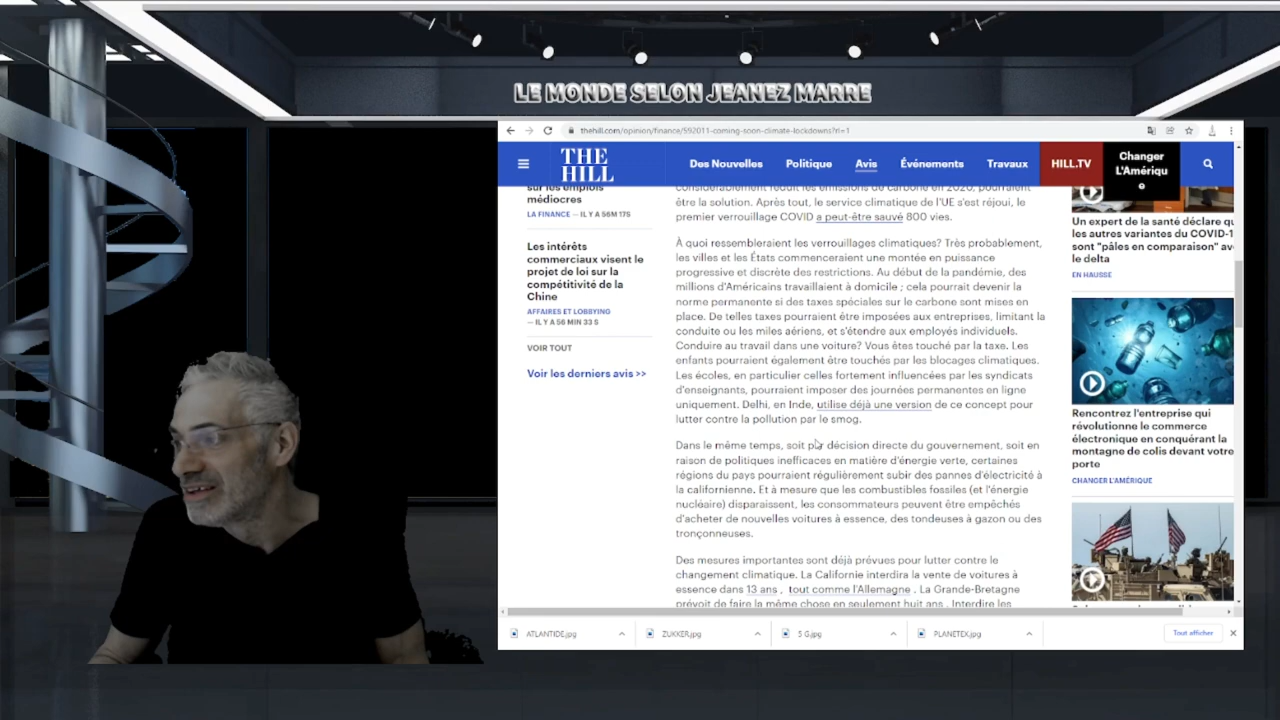 LE MONDE SELON JEANEZ MARRE
thehill.com/opinion/finance/592011-coming-soon-climate-lockdowns?rl=1
THE
HILL
Des Nouvelles
Politique
Avis
Événements
Travaux
HILL.TV
Changer
L'Amériqu
e
sur les emplois
médiocres
LA FINANCE — IL Y A 56M 17S
Les intérêts
commerciaux visent le
projet de loi sur la
compétitivité de la
Chine
AFFAIRES ET LOBBYING
— IL Y A 56 MIN 33 S
VOIR TOUT
Voir les derniers avis >>
considérablement réduit les émissions de carbone en 2020, pourraient
être la solution. Après tout, le service climatique de l'UE s'est réjoui, le
premier verrouillage COVID a peut-être sauvé 800 vies.
À quoi ressembleraient les verrouillages climatiques? Très probablement,
les villes et les États commenceraient une montée en puissance
progressive et discrète des restrictions. Au début de la pandémie, des
millions d'Américains travaillaient à domicile ; cela pourrait devenir la
norme permanente si des taxes spéciales sur le carbone sont mises en
place. De telles taxes pourraient être imposées aux entreprises, limitant la
conduite ou les miles aériens, et s'étendre aux employés individuels.
Conduire au travail dans une voiture? Vous êtes touché par la taxe. Les
enfants pourraient également être touchés par les blocages climatiques.
Les écoles, en particulier celles fortement influencées par les syndicats
d'enseignants, pourraient imposer des journées permanentes en ligne
uniquement. Delhi, en Inde, utilise déjà une version de ce concept pour
lutter contre la pollution par le smog.
Dans le même temps, soit par décision directe du gouvernement, soit en
raison de politiques inefficaces en matière d'énergie verte, certaines
régions du pays pourraient régulièrement subir des pannes d'électricité à
la californienne. Et à mesure que les combustibles fossiles (et l'énergie
nucléaire) disparaissent, les consommateurs peuvent être empêchés
d'acheter de nouvelles voitures à essence, des tondeuses à gazon ou des
tronçonneuses.
Des mesures importantes sont déjà prévues pour lutter contre le
changement climatique. La Californie interdira la vente de voitures à
essence dans 13 ans , tout comme l'Allemagne . La Grande-Bretagne
prévoit de faire la même chose en seulement huit ans . Interdire les
Un expert de la santé déclare qu
les autres variantes du COVID-1
sont "pâles en comparaison" ave
le delta
EN HAUSSE
Rencontrez l'entreprise qui
révolutionne le commerce
électronique en conquérant la
montagne de colis devant votre
porte
CHANGER L'AMÉRIQUE
ATLANTIDE.jpg
ZUKKER.jpg
5 G.jpg
PLANETEX.jpg
Tout afficher